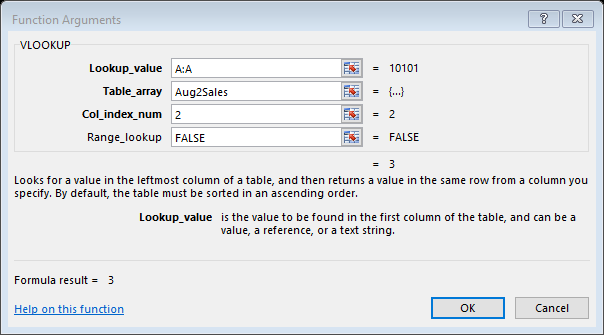 Function Arguments
VLOOKUP
Lookup_value A:A = 10101
Table_array Aug2Sales = {...}
Col_index_num 2 = 2
Range_lookup FALSE = FALSE
= 3
Looks for a value in the leftmost column of a table, and then returns a value in the same row from a column you
specify. By default, the table must be sorted in an ascending order.
Lookup_value is the value to be found in the first column of the table, and can be a
value, a reference, or a text string.
Formula result = 3
Help on this function
OK Cancel